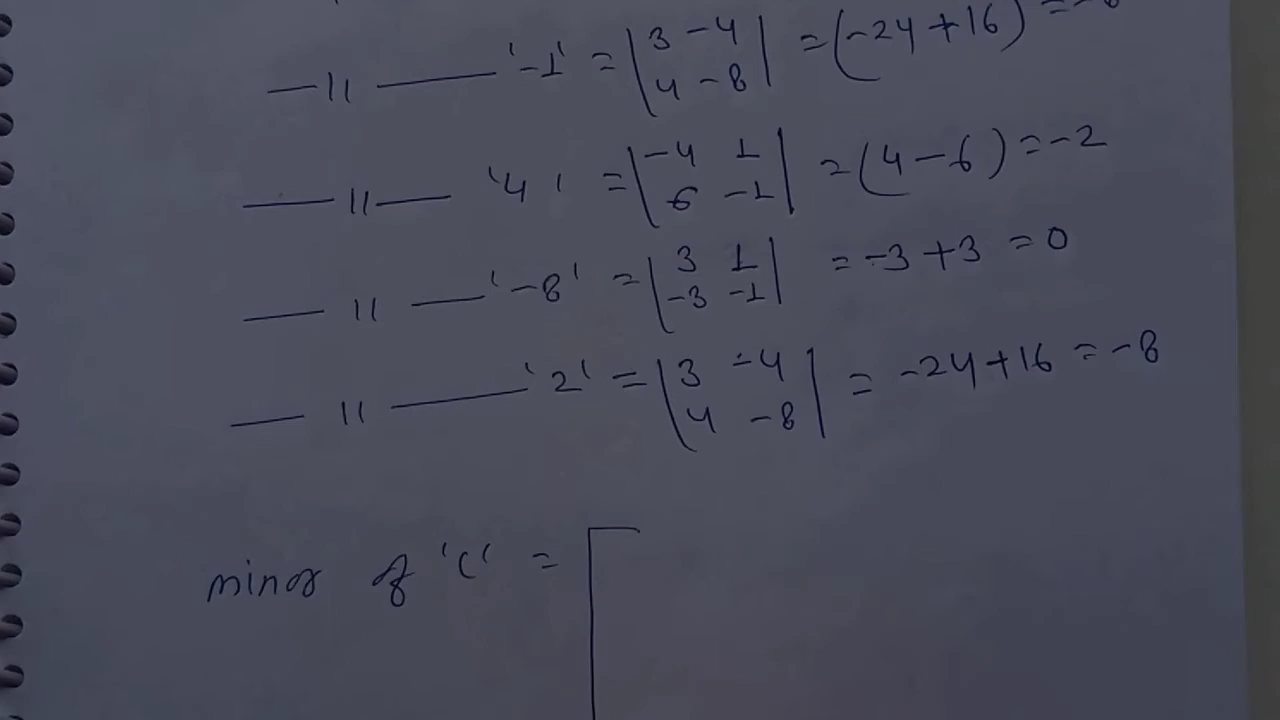 —11— '-1' = |3 -4 = (-24 + 16) =
4 -8|
—11— '4' = |-4 1 = (4 - 6) = -2
6 -1|
—11— '-8' = |3 1 = -3 + 3 = 0
-3 -1|
—11— '2' = |3 -4 = -24 + 16 = -8
4 -8|
minor of 'C' = [